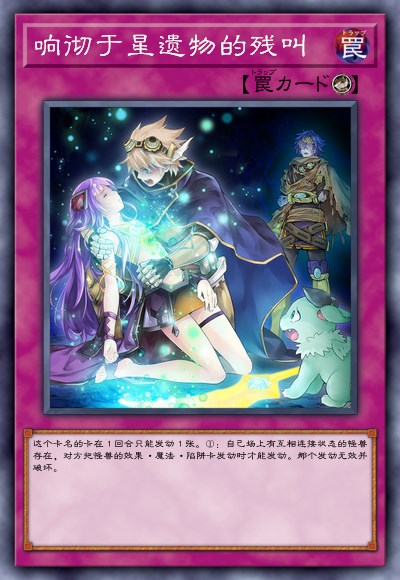 响彻于星遗物的残叫
罠
トラップ
【罠カード】
トラップ
这个卡名的卡在1回合只能发动1张。①：自己场上有互相连接状态的怪兽
存在，对方把怪兽的效果·魔法·陷阱卡发动时才能发动。那个发动无效并
破坏。